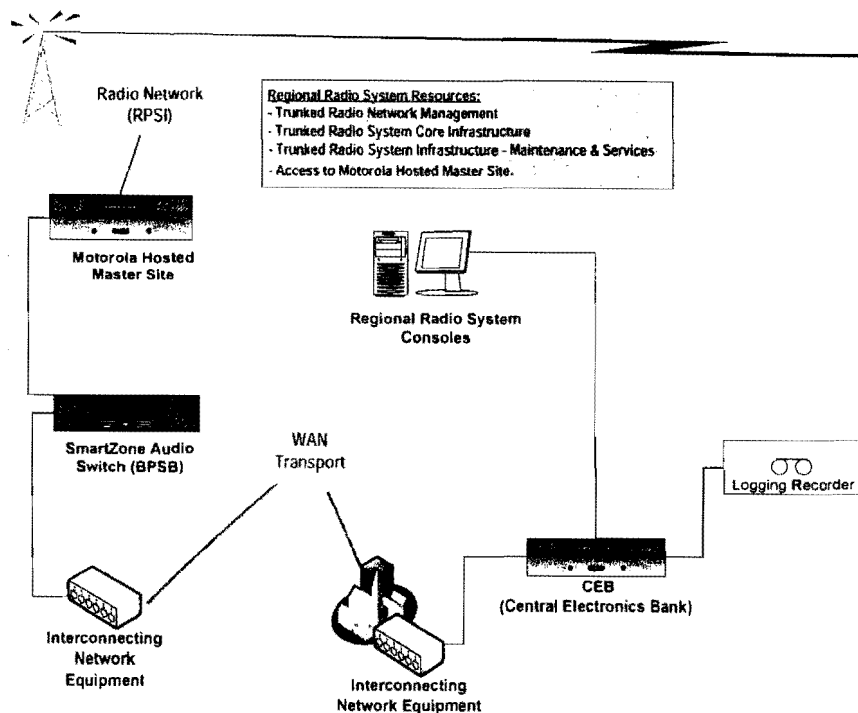 Radio Network
(RPSI)
Regional Radio System Resources:
- Trunked Radio Network Management
- Trunked Radio System Core Infrastructure
- Trunked Radio System Infrastructure - Maintenance & Services
- Access to Motorola Hosted Master Site.
Motorola Hosted
Master Site
Regional Radio System
Consoles
SmartZone Audio
Switch (BPSB)
WAN
Transport
Logging Recorder
CEB
(Central Electronics Bank)
Interconnecting
Network
Equipment
Interconnecting
Network Equipment